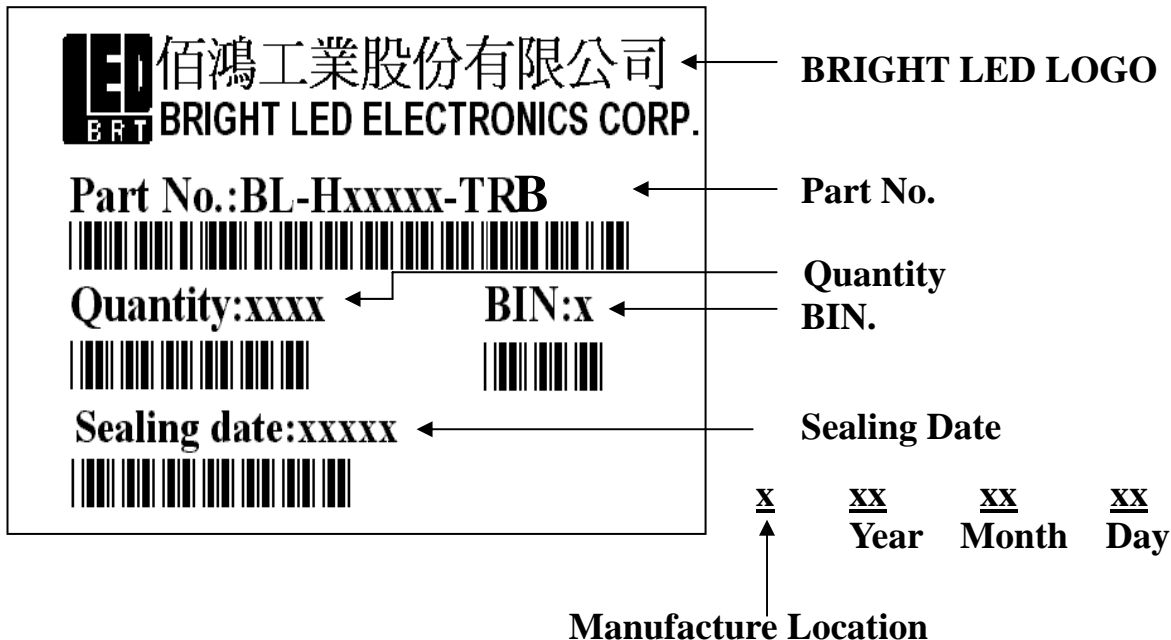 LED
BRT
佰鴻工業股份有限公司
BRIGHT LED ELECTRONICS CORP.
BRIGHT LED LOGO
Part No.:BL-Hxxxxx-TRB
Part No.
Quantity
Quantity:xxxx
BIN:x
BIN.
Sealing date:xxxxx
Sealing Date
x xx xx xx
Year Month Day
Manufacture Location